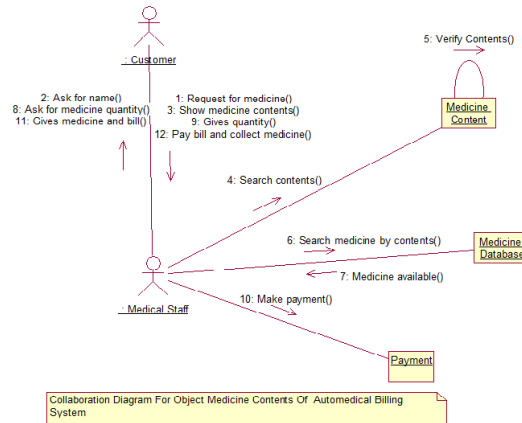 5: Verify Contents()
: Customer
2: Ask for name()
8: Ask for medicine quantity()
11: Gives medicine and bill()
1: Request for medicine()
3: Show medicine contents()
9: Gives quantity()
12: Pay bill and collect medicine()
Medicine
Content
4: Search contents()
6: Search medicine by contents()
Medicine
Database
7: Medicine available()
: Medical Staff
10: Make payment()
Payment
Collaboration Diagram For Object Medicine Contents Of Automedical Billing
System